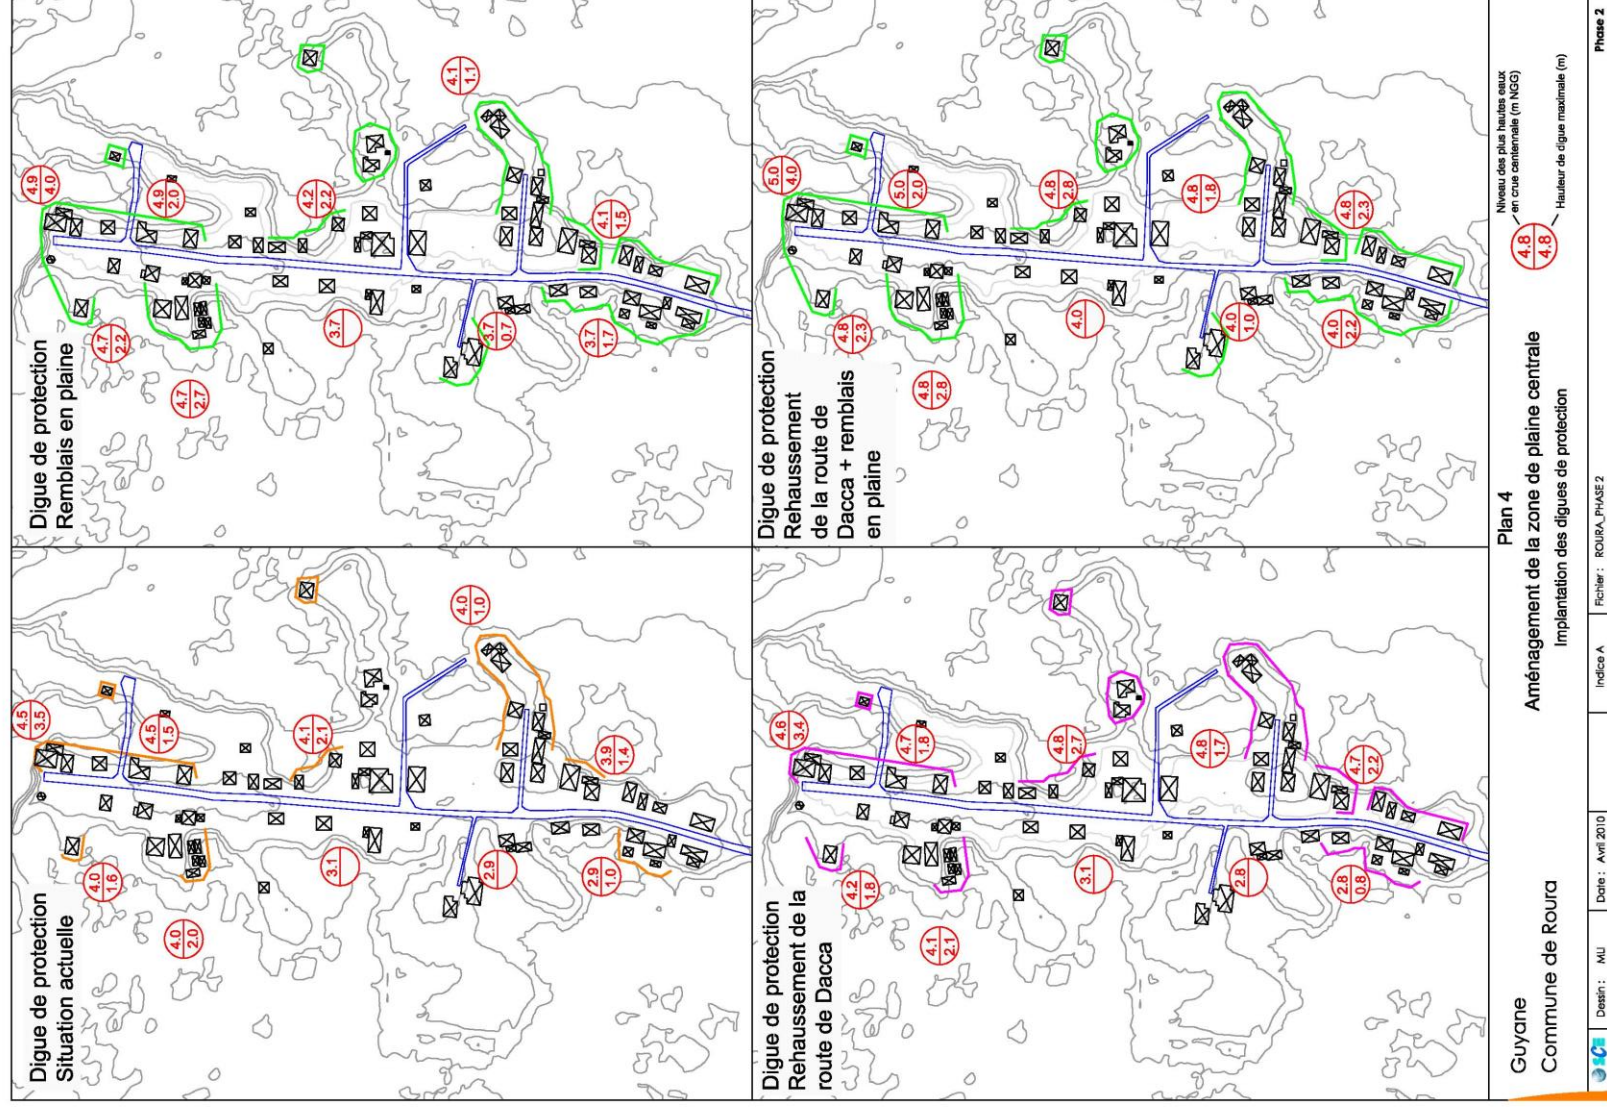 Digue de protection
Situation actuelle
4.5
3.5
4.5
1.5
4.1
2.1
4.0
1.0
3.9
1.4
4.0
1.6
4.0
2.0
3.1
2.9
2.9
1.0
Digue de protection
Remblais en plaine
4.9
4.0
4.9
2.0
4.2
2.2
4.1
1.1
4.1
1.5
4.7
2.2
4.7
2.7
3.7
3.7
0.7
3.7
1.7
Digue de protection
Rehaussement de la
route de Dacca
4.6
3.4
4.7
1.8
4.8
2.7
4.8
1.7
4.7
2.2
4.2
1.8
4.1
2.1
3.1
2.8
2.8
0.8
Digue de protection
Rehaussement
de la route de
Dacca + remblais
en plaine
5.0
4.0
5.0
2.0
4.8
2.8
4.8
1.8
4.8
2.3
4.8
2.3
4.8
2.8
4.0
4.0
1.0
4.0
2.2
Guyane
Commune de Roura
Plan 4
Aménagement de la zone de plaine centrale
Implantation des digues de protection
4.8
4.8
Niveau des plus hautes eaux
en crue centennale (m NGG)
Hauteur de digue maximale (m)
SCE
Dessin : MLI
Date : Avril 2010
Indice A
Fichier : ROURA_PHASE 2
Phase 2